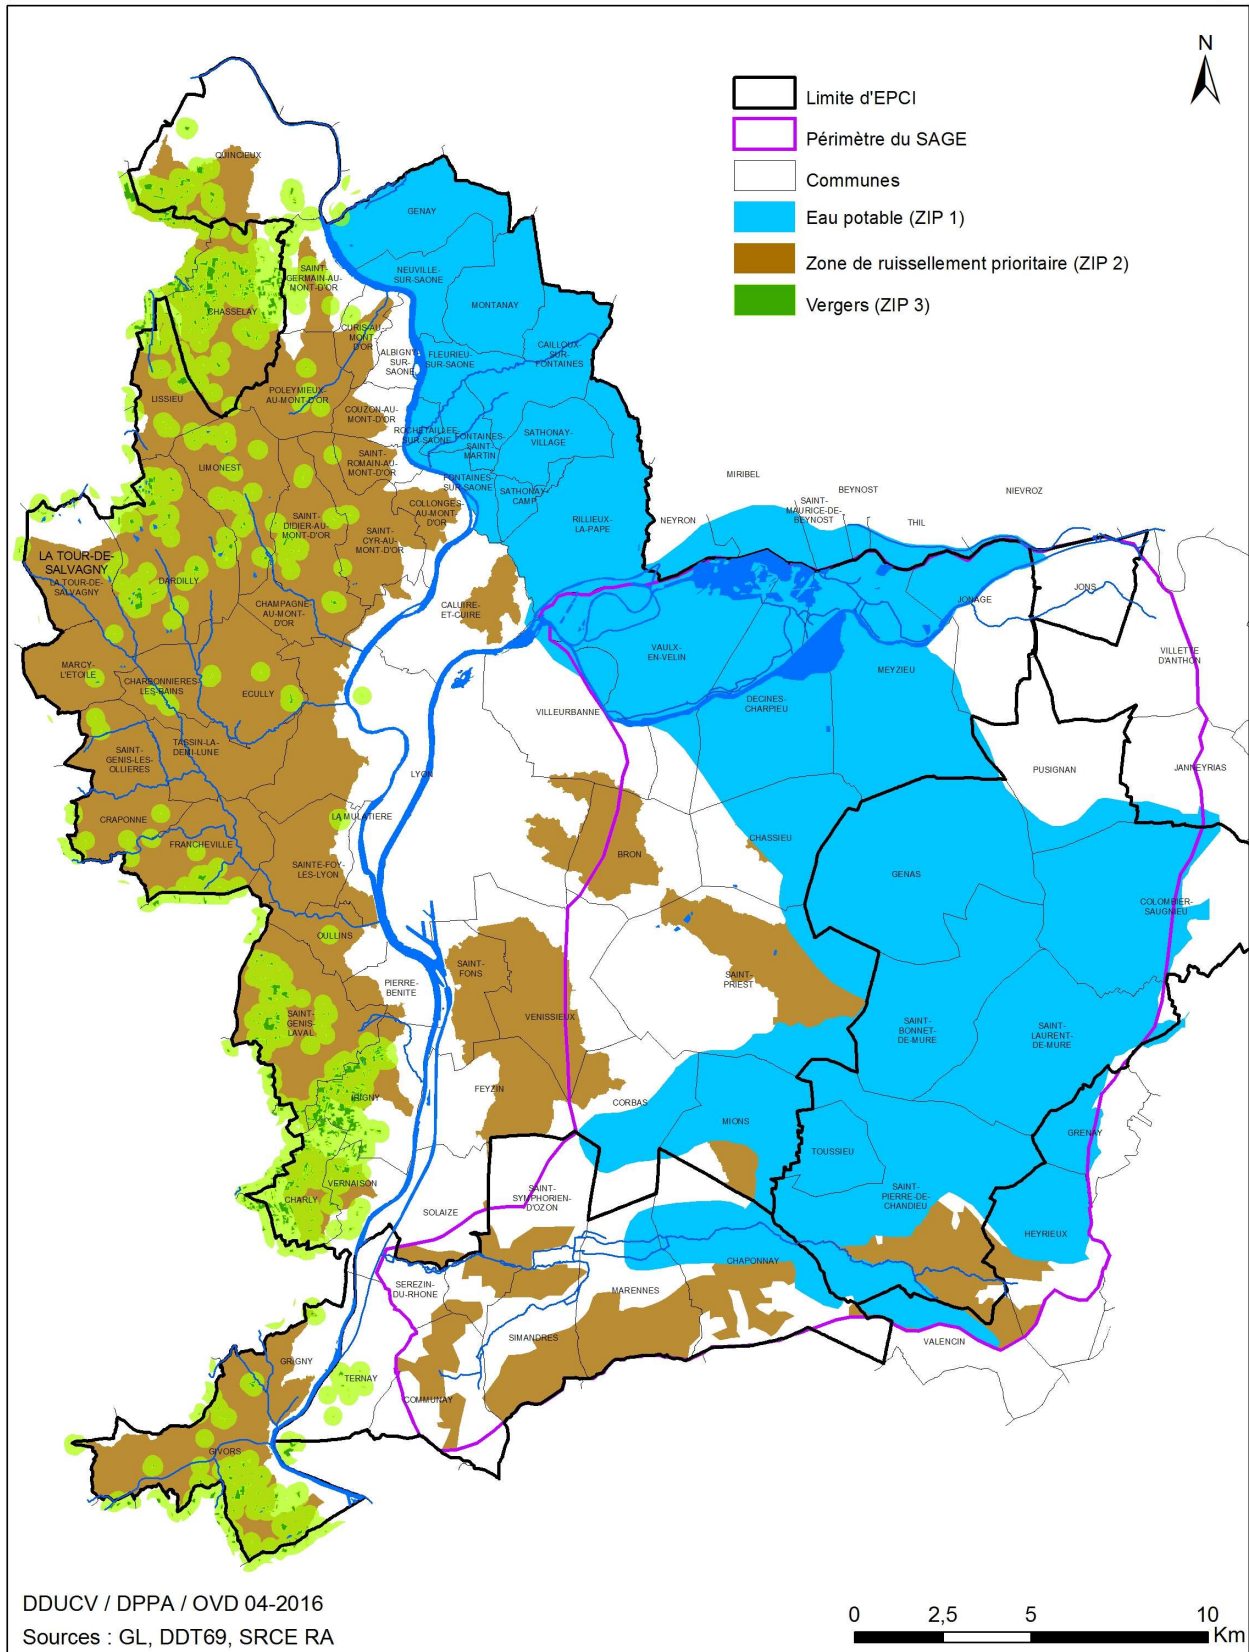 N
Limite d'EPCI
Périmètre du SAGE
Communes
Eau potable (ZIP 1)
Zone de ruissellement prioritaire (ZIP 2)
Vergers (ZIP 3)
QUINCIEUX
GENAY
SAINT-
GERMAIN-AU-
MONT-D'OR
NEUVILLE-
SUR-SAONE
MONTANAY
CHASSELAY
CURIS-AU-
MONT-
D'OR
ALBIGNY-
SUR-
SAONE
FLEURIEU-
SUR-SAONE
CAILLOUX-
SUR-
FONTAINES
LISSIEU
POLEYMIEUX-
AU-MONT-D'OR
COUZON-AU-
MONT-D'OR
ROCHETAILLEE-
SUR-SAONE
FONTAINES-
SAINT-
MARTIN
SATHONAY-
VILLAGE
LIMONEST
SAINT-
ROMAIN-AU-
MONT-D'OR
FONTAINES-
SUR-SAONE
SATHONAY-
CAMP
COLLONGES-
AU-MONT-
D'OR
RILLIEUX-
LA-PAPE
SAINT-
DIDIER-AU-
MONT-D'OR
SAINT-
CYR-AU-
MONT-D'OR
MIRIBEL
NEYRON
SAINT-
MAURICE-DE-
BEYNOST
BEYNOST
THIL
NIEVROZ
LA TOUR-DE-
SALVAGNY
LA TOUR-DE-
SALVAGNY
DARDILLY
CHAMPAGNE-
AU-MONT-
D'OR
CALUIRE-
ET-CUIRE
JONAGE
JONS
VAULX-
EN-VELIN
MEYZIEU
VILLETTE
D'ANTHON
MARCY-
L'ETOILE
CHARBONNIERES-
LES-BAINS
ECULLY
DECINES-
CHARPIEU
VILLEURBANNE
SAINT-
GENIS-LES-
OLLIERES
TASSIN-LA-
DEMI-LUNE
LYON
PUSIGNAN
JANNEYRIAS
CRAPONNE
FRANCHEVILLE
LA MULATIERE
SAINTE-FOY-
LES-LYON
BRON
CHASSIEU
GENAS
COLOMBIER-
SAUGNIEU
OULLINS
PIERRE-
BENITE
SAINT-
FONS
SAINT-
PRIEST
SAINT-
GENIS-
LAVAL
VENISSIEUX
SAINT-
BONNET-
DE-MURE
SAINT-
LAURENT-
DE-MURE
IRIGNY
FEYZIN
CORBAS
MIONS
TOUSSIEU
GRENAY
CHARLY
VERNAISON
SOLAIZE
SAINT-
SYMPHORIEN-
D'OZON
SAINT-
PIERRE-DE-
CHANDIEU
HEYRIEUX
SEREZIN-
DU-RHONE
MARENNES
CHAPONNAY
SIMANDRES
VALENCIN
GRIGNY
TERNAY
COMMUNAY
GIVORS
DDUCV / DPPA / OVD 04-2016
Sources : GL, DDT69, SRCE RA
0 2,5 5 10
Km